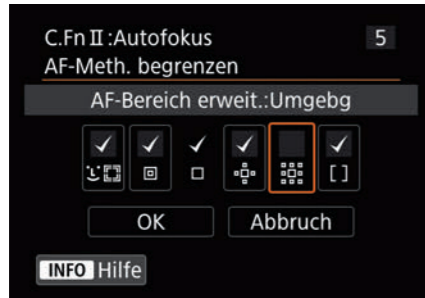 C.Fn II :Autofokus 5
AF-Meth. begrenzen
AF-Bereich erweit.:Umgebg
OK Abbruch
INFO Hilfe